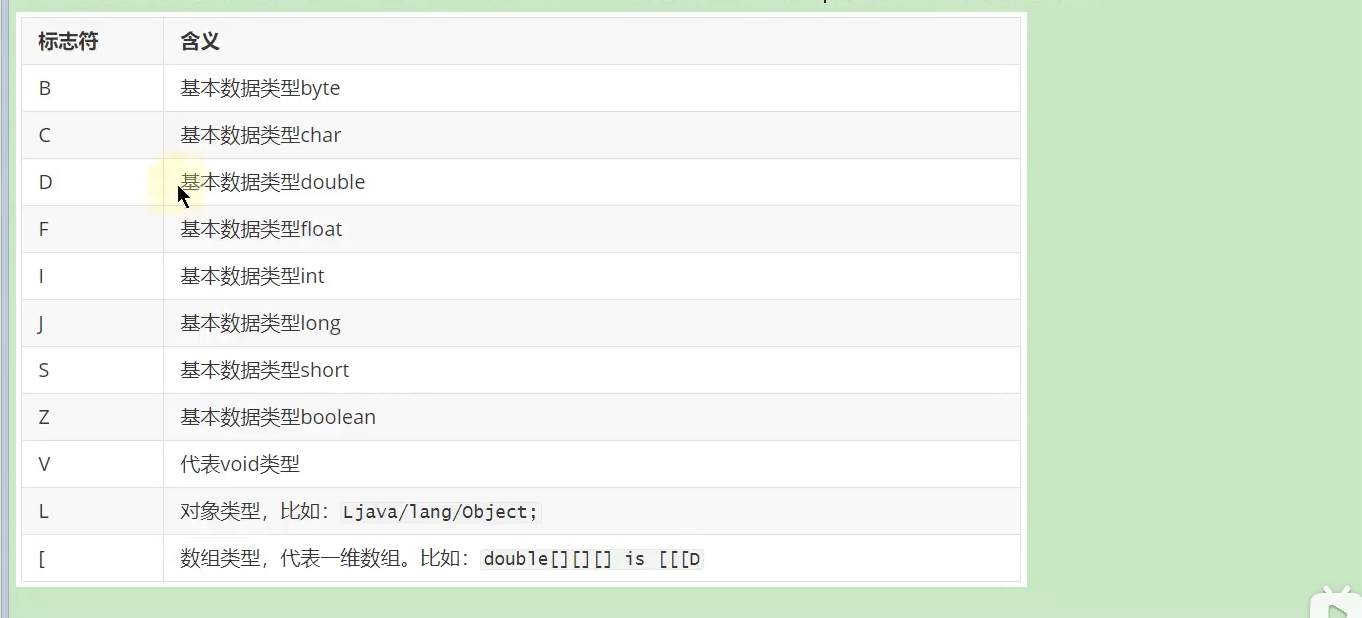 标志符 含义
B 基本数据类型byte
C 基本数据类型char
D 基本数据类型double
F 基本数据类型float
I 基本数据类型int
J 基本数据类型long
S 基本数据类型short
Z 基本数据类型boolean
V 代表void类型
L 对象类型，比如：Ljava/lang/Object;
[ 数组类型，代表一维数组。比如：double[][][] is [[[D